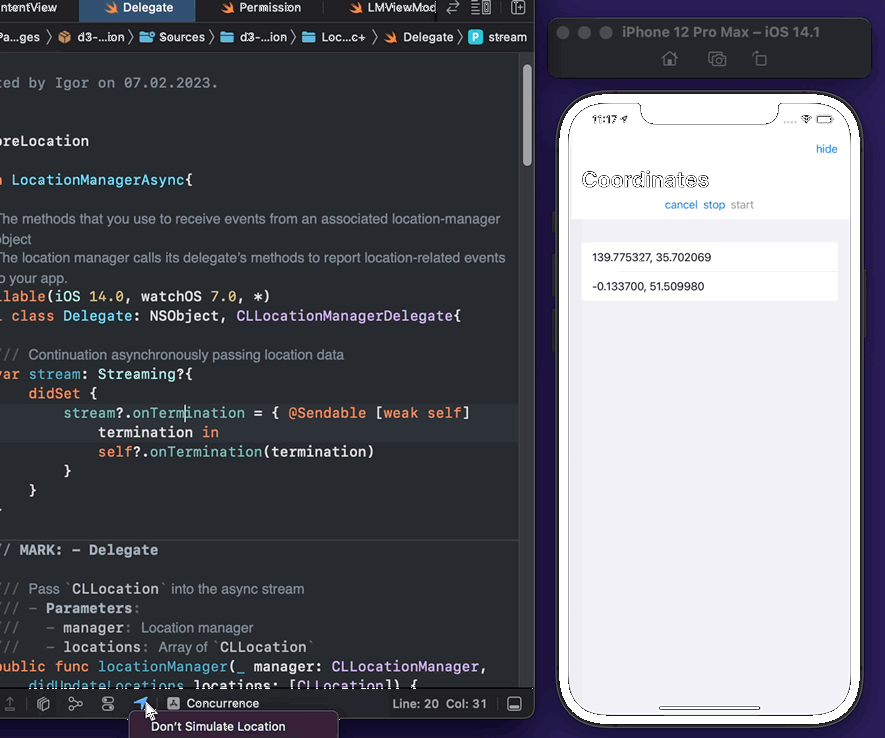 ntentView
Delegate
Permission
LMViewMod
Pa...ges
d3-...ion
Sources
d3-...ion
Loc...c+
Delegate
P
stream
ted by Igor on 07.02.2023.
oreLocation
LocationManagerAsync{
The methods that you use to receive events from an associated location-manager
object
The location manager calls its delegate's methods to report location-related events
o your app.
ilable(iOS 14.0, watchOS 7.0, *)
class Delegate: NSObject, CLLocationManagerDelegate{
/// Continuation asynchronously passing location data
var stream: Streaming?{
didSet {
stream?.onTermination = { @Sendable [weak self]
termination in
self?.onTermination(termination)
}
}
// MARK: - Delegate
/// Pass `CLLocation` into the async stream
/// - Parameters:
/// - manager: Location manager
/// - locations: Array of `CLLocation`
public func locationManager(_ manager: CLLocationManager,
didUpdateLocations locations: [CLLocation]) {
Concurrence
Line: 20 Col: 31
Don't Simulate Location
iPhone 12 Pro Max – iOS 14.1
11:17
hide
Coordinates
cancel stop start
139.775327, 35.702069
-0.133700, 51.509980